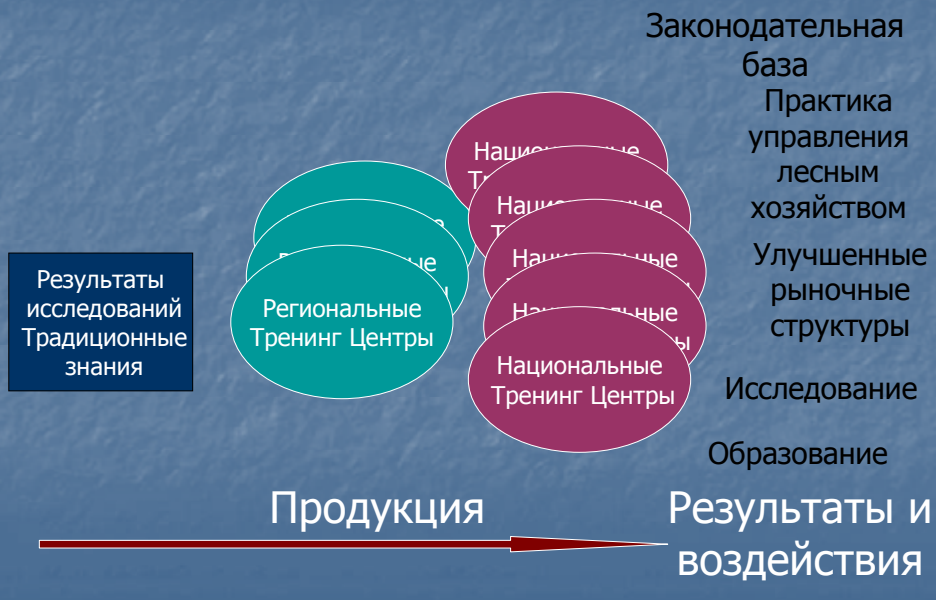 Законодательная
база
Практика
управления
лесным
хозяйством
Улучшенные
рыночные
структуры
Исследование
Образование
Результаты
исследований
Традиционные
знания
Региональные
Тренинг Центры
Национальные
Тренинг Центры
Продукция
Результаты и
воздействия